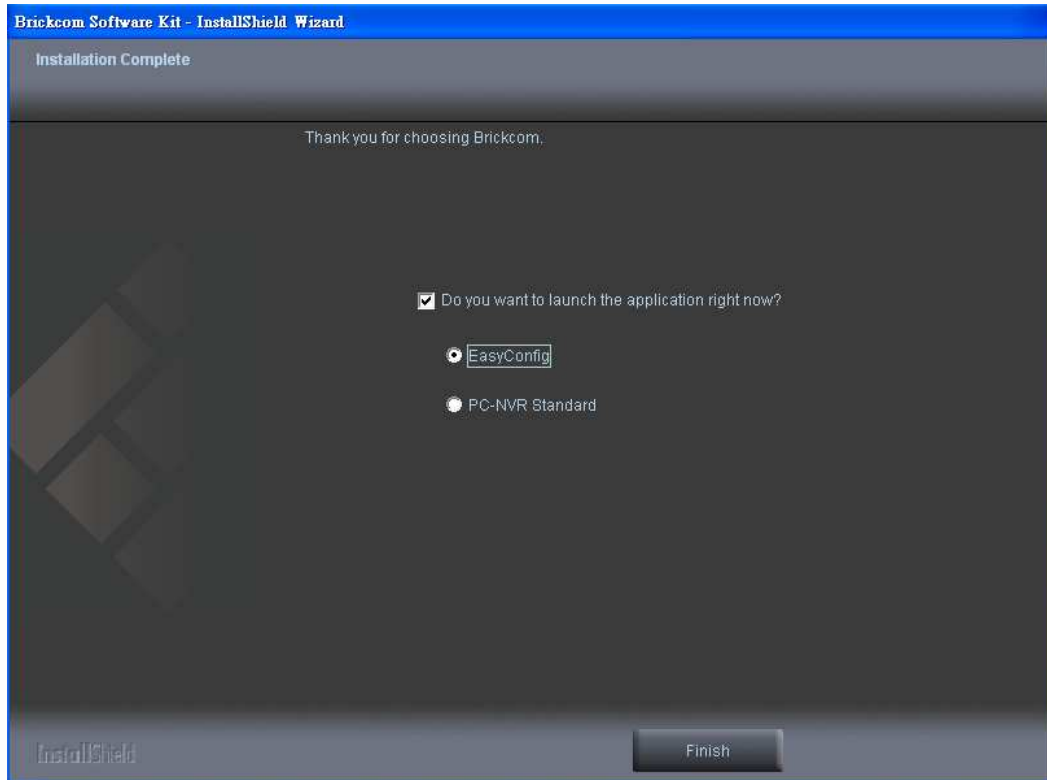 Brickcom Software Kit - InstallShield Wizard
Installation Complete
Thank you for choosing Brickcom.
Do you want to launch the application right now?
EasyConfig
PC-NVR Standard
InstallShield
Finish